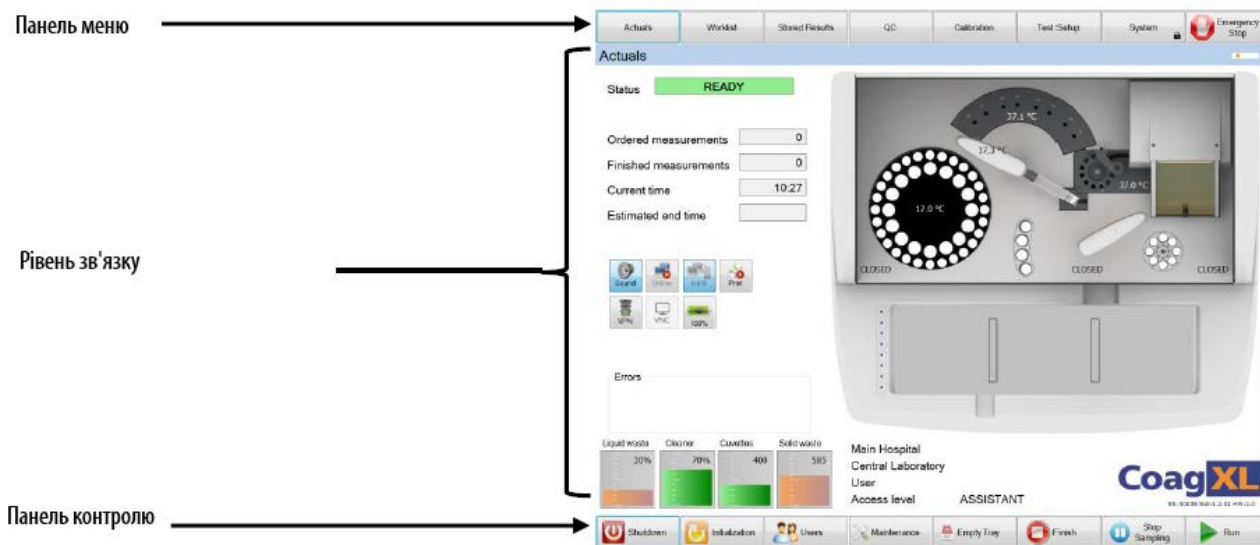 Панель меню
Actuals Worklist Stored Results QC Calibration Test Setup System Emergency Stop
Actuals
Status READY
Ordered measurements 0
Finished measurements 0
Current time 10:27
Estimated end time
37.1 °C
17.3 °C
37.0 °C
17.0 °C
CLOSED CLOSED CLOSED
Рівень зв'язку
Sound Online Print
VPN VNC 100%
Errors
Liquid waste Cleaner Cuvettes Solid waste
70% 400 585
Main Hospital
Central Laboratory
User
Access level ASSISTANT
CoagXL
Панель контролю
Shutdown Initialization Users Maintenance Empty Tray Finish Stop Sampling Run